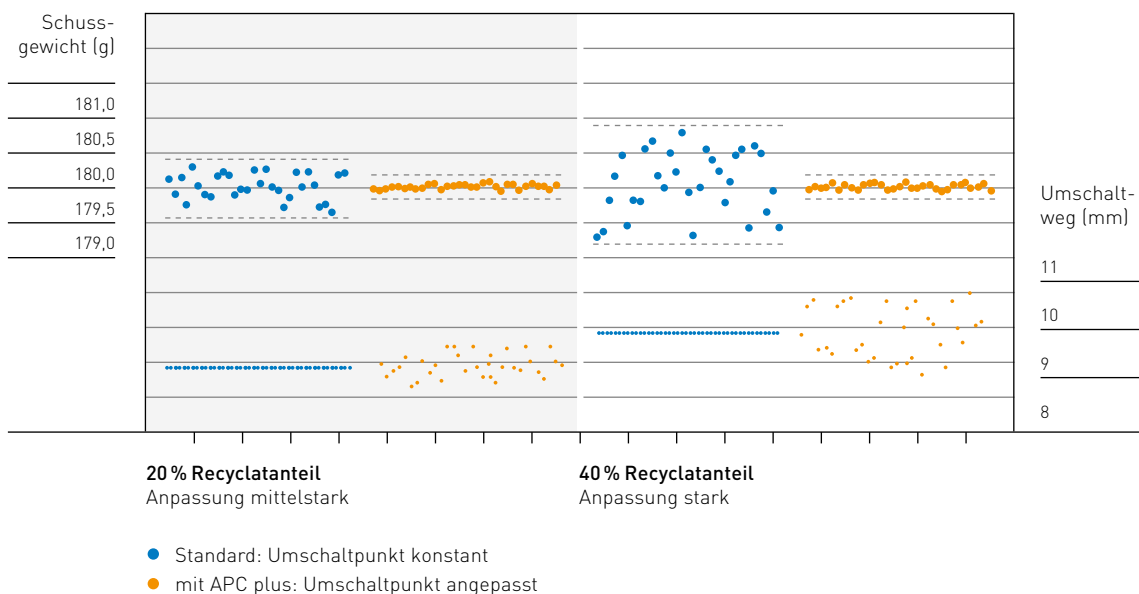 Schuss-
gewicht (g)
181,0
180,5
180,0
179,5
179,0
Umschalt-
weg (mm)
11
10
9
8
20 % Recyclatanteil
Anpassung mittelstark
40 % Recyclatanteil
Anpassung stark
Standard: Umschaltpunkt konstant
mit APC plus: Umschaltpunkt angepasst